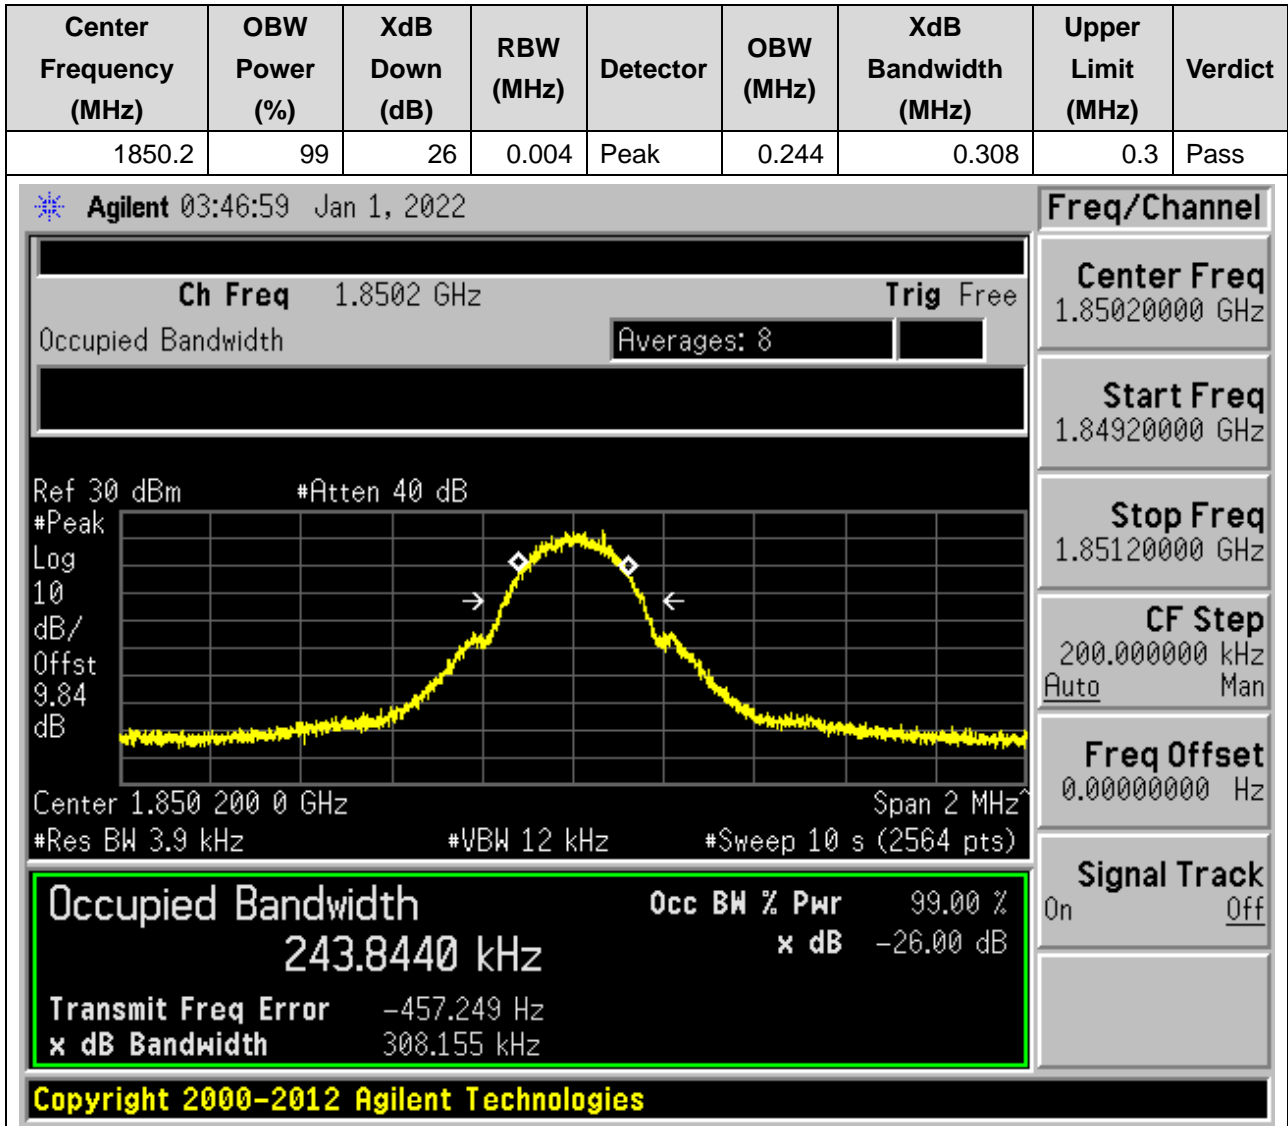 Center Frequency (MHz) OBW Power (%) XdB Down (dB) RBW (MHz) Detector OBW (MHz) XdB Bandwidth (MHz) Upper Limit (MHz) Verdict
1850.2 99 26 0.004 Peak 0.244 0.308 0.3 Pass
Agilent 03:46:59 Jan 1, 2022
Freq/Channel
Ch Freq 1.8502 GHz Trig Free
Occupied Bandwidth Averages: 8
Center Freq
1.85020000 GHz
Start Freq
1.84920000 GHz
Stop Freq
1.85120000 GHz
CF Step
200.000000 kHz
Auto Man
Freq Offset
0.00000000 Hz
Signal Track
On Off
Ref 30 dBm #Atten 40 dB
#Peak
Log
10
dB/
Offst
9.84
dB
Center 1.850 200 0 GHz Span 2 MHz^
#Res BW 3.9 kHz #VBW 12 kHz #Sweep 10 s (2564 pts)
Occupied Bandwidth Occ BW % Pwr 99.00 %
243.8440 kHz x dB -26.00 dB
Transmit Freq Error -457.249 Hz
x dB Bandwidth 308.155 kHz
Copyright 2000-2012 Agilent Technologies